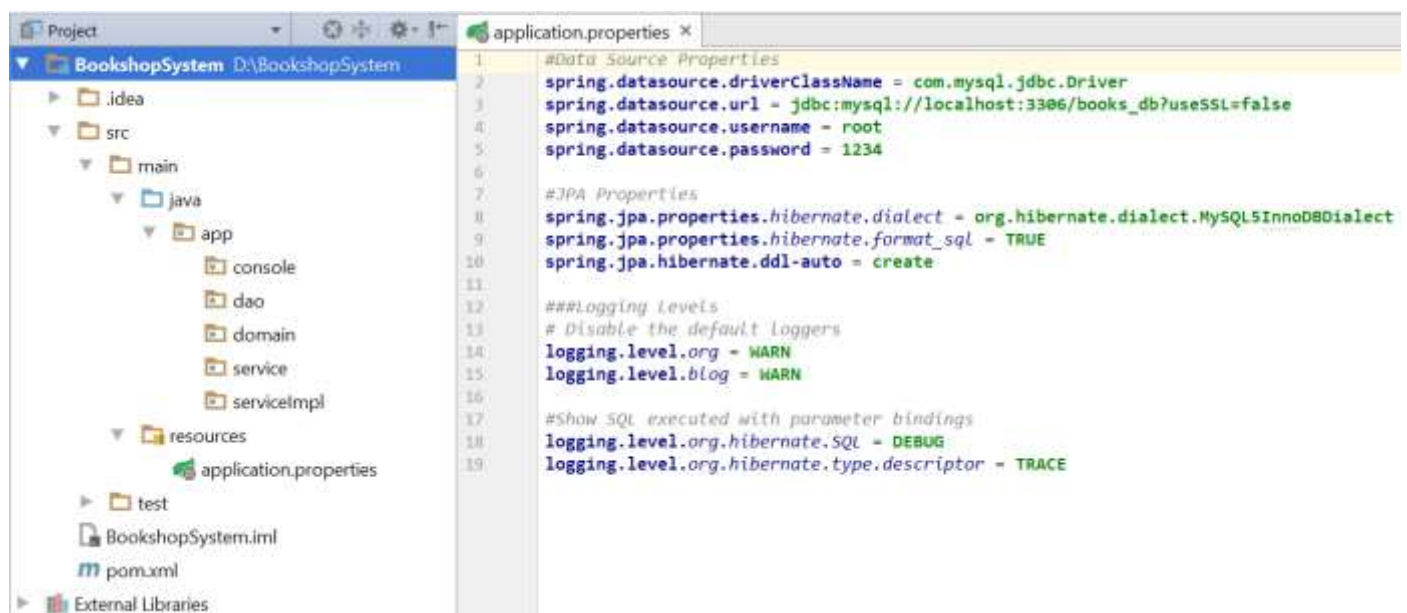 Project
BookshopSystem D:\BookshopSystem
.idea
src
main
java
app
console
dao
domain
service
serviceImpl
resources
application.properties
test
BookshopSystem.iml
pom.xml
External Libraries
application.properties
1 #Data Source Properties
2 spring.datasource.driverClassName = com.mysql.jdbc.Driver
3 spring.datasource.url = jdbc:mysql://localhost:3306/books_db?useSSL=false
4 spring.datasource.username = root
5 spring.datasource.password = 1234
6
7 #JPA Properties
8 spring.jpa.properties.hibernate.dialect = org.hibernate.dialect.MySQL5InnoDBDialect
9 spring.jpa.properties.hibernate.format_sql = TRUE
10 spring.jpa.hibernate.ddl-auto = create
11
12 ###Logging Levels
13 # Disable the default loggers
14 logging.level.org = WARN
15 logging.level.blog = WARN
16
17 #Show SQL executed with parameter bindings
18 logging.level.org.hibernate.SQL = DEBUG
19 logging.level.org.hibernate.type.descriptor = TRACE